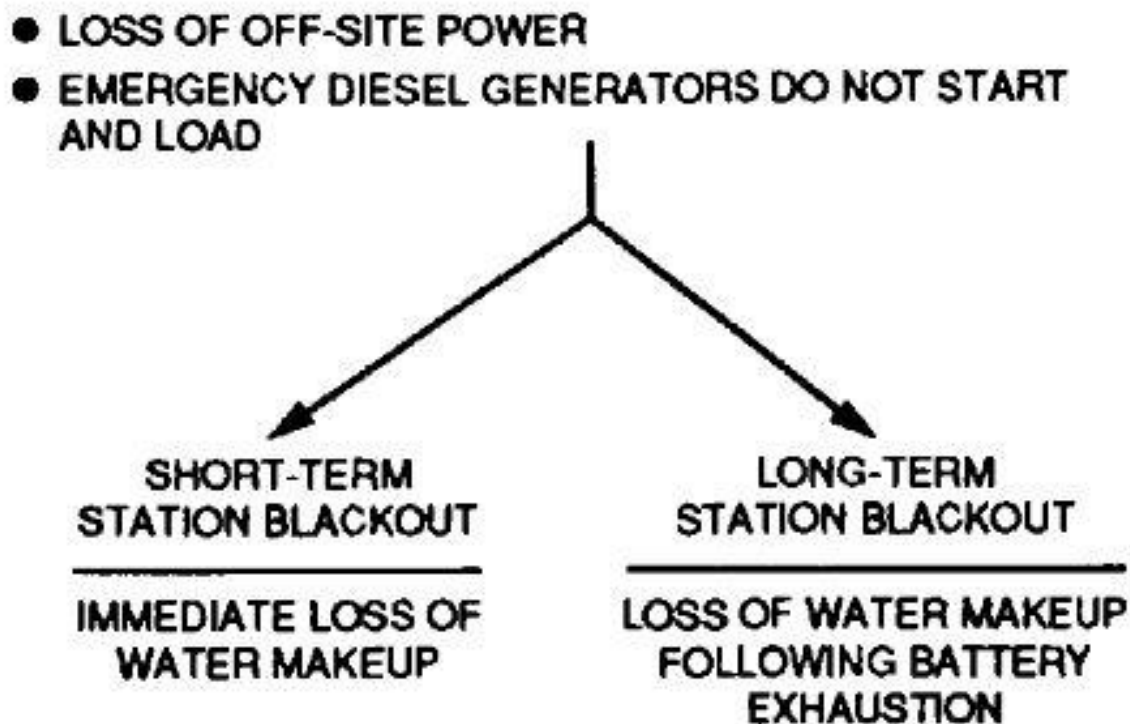 ● LOSS OF OFF-SITE POWER
● EMERGENCY DIESEL GENERATORS DO NOT START
AND LOAD
SHORT-TERM
STATION BLACKOUT
IMMEDIATE LOSS OF
WATER MAKEUP
LONG-TERM
STATION BLACKOUT
LOSS OF WATER MAKEUP
FOLLOWING BATTERY
EXHAUSTION